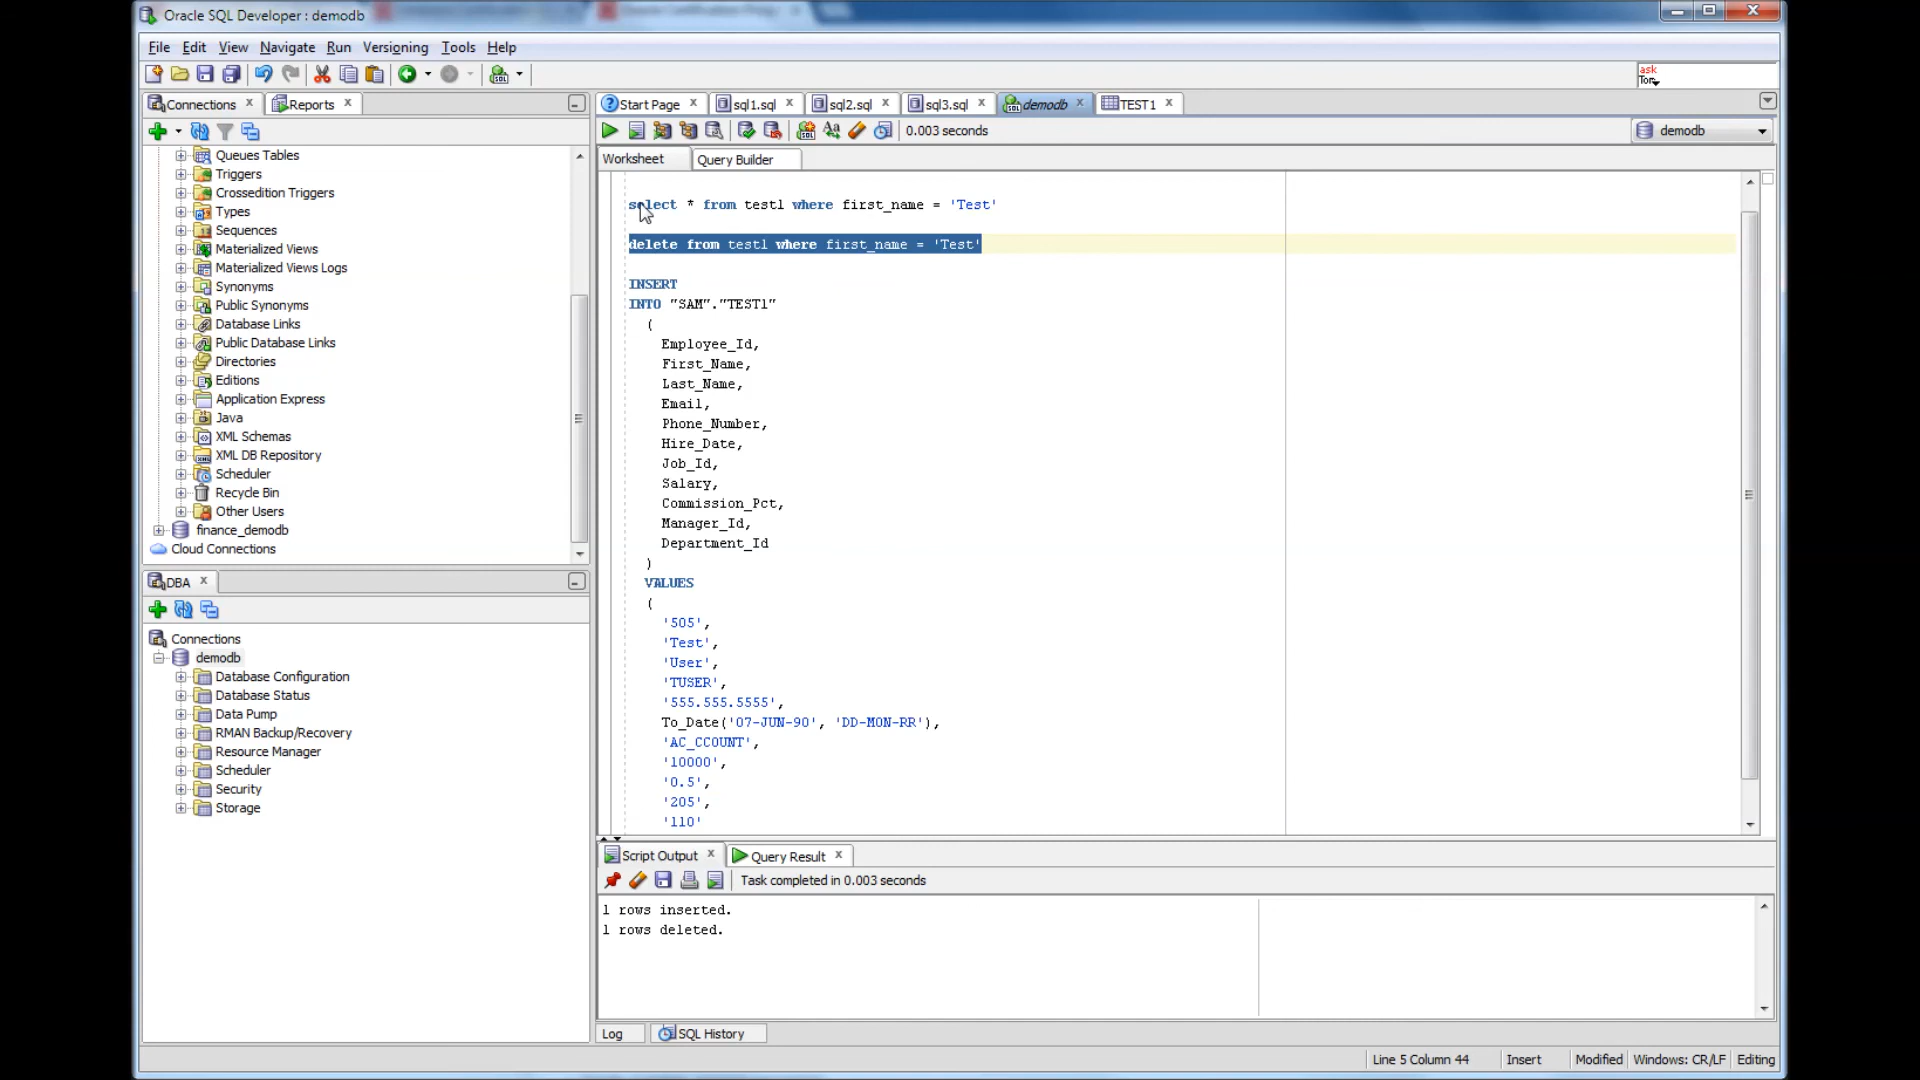 Oracle SQL Developer : demodb
File Edit View Navigate Run Versioning Tools Help
ask
Tom
Connections Reports
Start Page sql1.sql sql2.sql sql3.sql demodb TEST1
0.003 seconds demodb
Worksheet Query Builder
Queues Tables
Triggers
Crossedition Triggers
Types
Sequences
Materialized Views
Materialized Views Logs
Synonyms
Public Synonyms
Database Links
Public Database Links
Directories
Editions
Application Express
Java
XML Schemas
XML DB Repository
Scheduler
Recycle Bin
Other Users
finance_demodb
Cloud Connections
DBA
Connections
demodb
Database Configuration
Database Status
Data Pump
RMAN Backup/Recovery
Resource Manager
Scheduler
Security
Storage
select * from test1 where first_name = 'Test'
delete from test1 where first_name = 'Test'
INSERT
INTO "SAM"."TEST1"
(
Employee_Id,
First_Name,
Last_Name,
Email,
Phone_Number,
Hire_Date,
Job_Id,
Salary,
Commission_Pct,
Manager_Id,
Department_Id
)
VALUES
(
'505',
'Test',
'User',
'TUSER',
'555.555.5555',
To_Date('07-JUN-90', 'DD-MON-RR'),
'AC_CCOUNT',
'10000',
'0.5',
'205',
'110'
Script Output Query Result
Task completed in 0.003 seconds
1 rows inserted.
1 rows deleted.
Log SQL History
Line 5 Column 44 Insert Modified Windows: CR/LF Editing